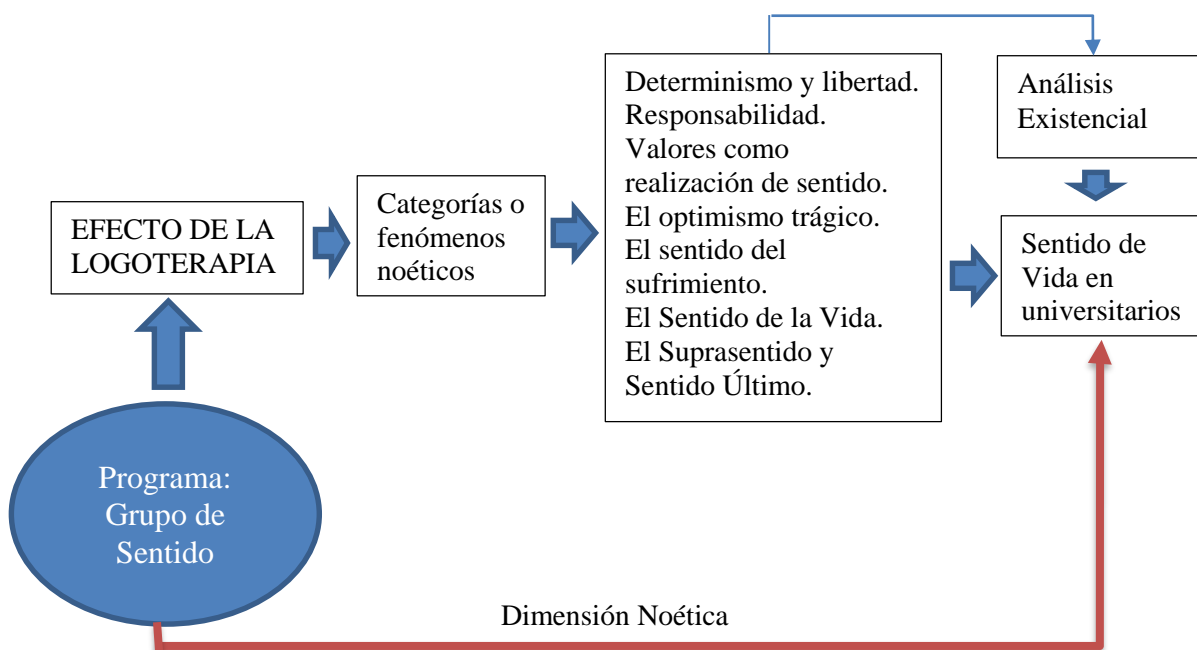 EFECTO DE LA
LOGOTERAPIA
Categorías o
fenómenos
noéticos
Determinismo y libertad.
Responsabilidad.
Valores como
realización de sentido.
El optimismo trágico.
El sentido del
sufrimiento.
El Sentido de la Vida.
El Suprasentido y
Sentido Último.
Análisis
Existencial
Sentido de
Vida en
universitarios
Programa:
Grupo de
Sentido
Dimensión Noética